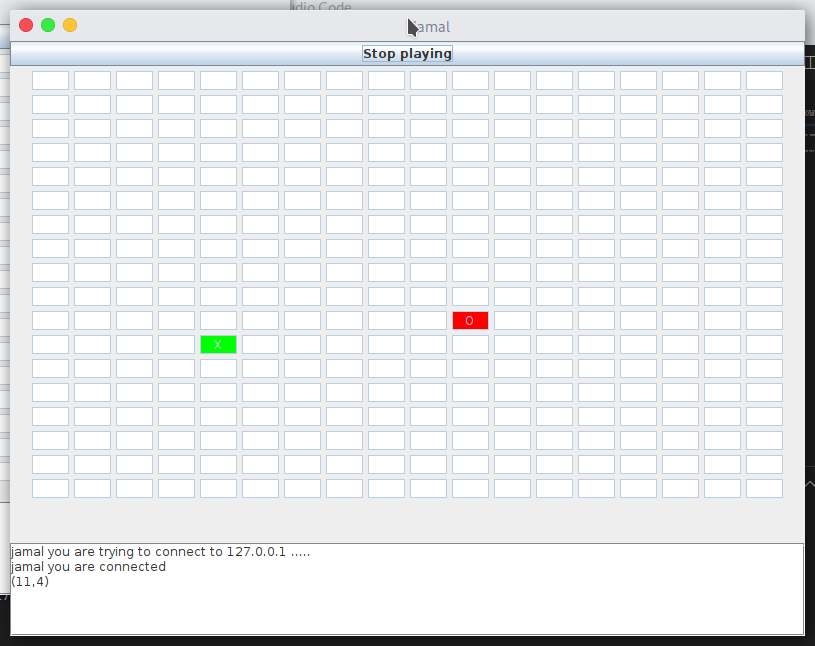 dio Code
jamal
Stop playing
O
X
jamal you are trying to connect to 127.0.0.1 .....
jamal you are connected
(11,4)